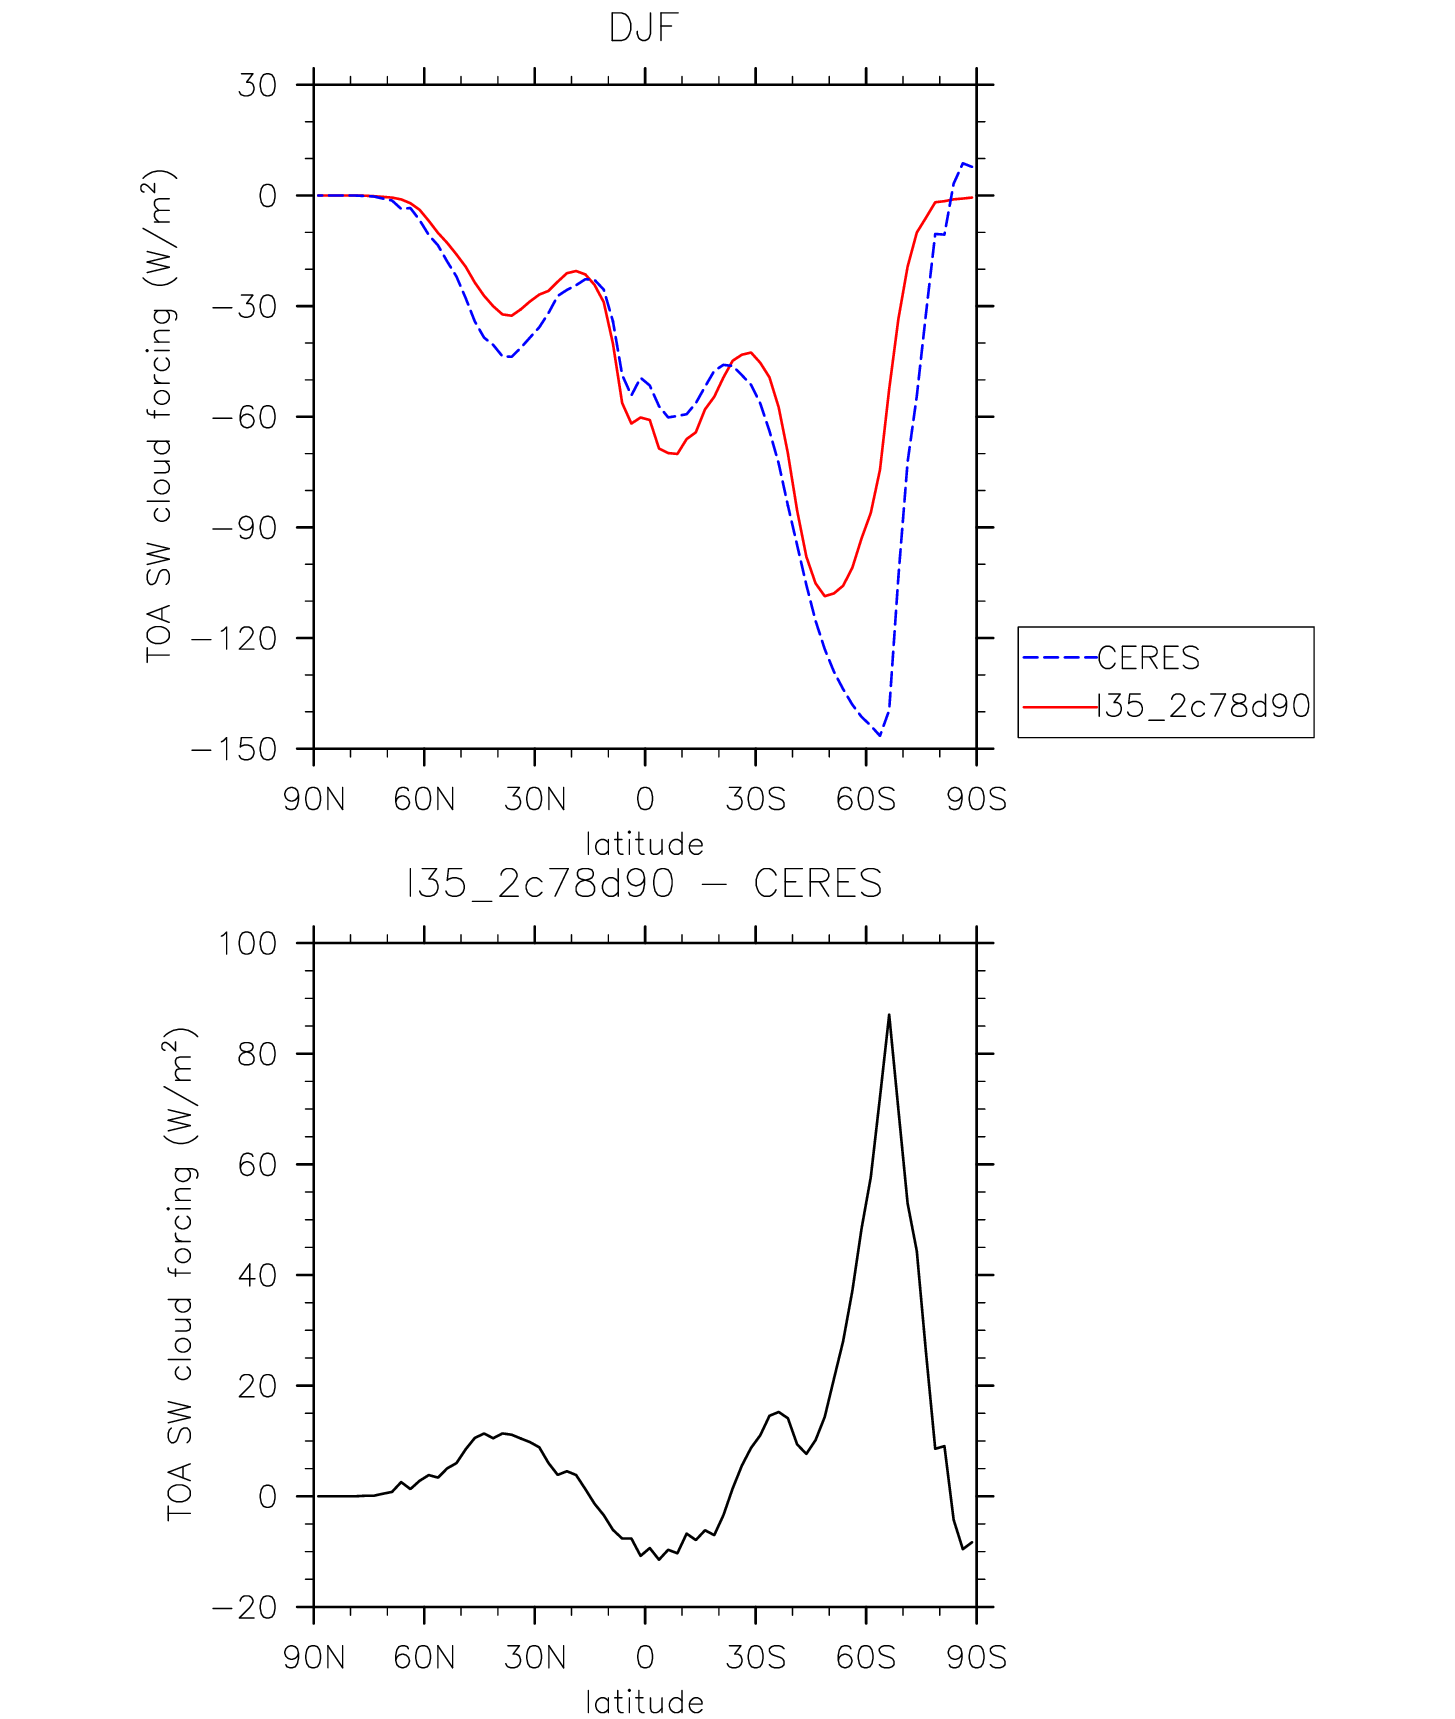 DJF
TOA SW cloud forcing (W/m²)
30
0
−30
−60
−90
−120
−150
90N 60N 30N 0 30S 60S 90S
latitude
CERES
I35_2c78d90
I35_2c78d90 − CERES
TOA SW cloud forcing (W/m²)
100
80
60
40
20
0
−20
90N 60N 30N 0 30S 60S 90S
latitude